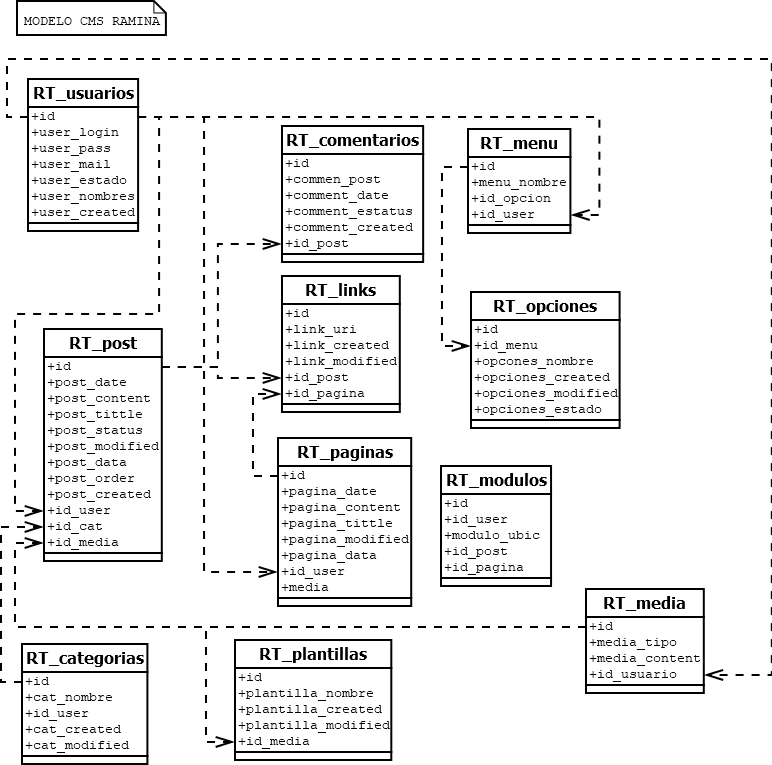 MODELO CMS RAMINA
RT_usuarios
+id
+user_login
+user_pass
+user_mail
+user_estado
+user_nombres
+user_created
RT_comentarios
+id
+commen_post
+comment_date
+comment_estatus
+comment_created
+id_post
RT_menu
+id
+menu_nombre
+id_opcion
+id_user
RT_links
+id
+link_uri
+link_created
+link_modified
+id_post
+id_pagina
RT_opciones
+id
+id_menu
+opcones_nombre
+opciones_created
+opciones_modified
+opciones_estado
RT_post
+id
+post_date
+post_content
+post_tittle
+post_status
+post_modified
+post_data
+post_order
+post_created
+id_user
+id_cat
+id_media
RT_paginas
+id
+pagina_date
+pagina_content
+pagina_tittle
+pagina_modified
+pagina_data
+id_user
+media
RT_modulos
+id
+id_user
+modulo_ubic
+id_post
+id_pagina
RT_media
+id
+media_tipo
+media_content
+id_usuario
RT_categorias
+id
+cat_nombre
+id_user
+cat_created
+cat_modified
RT_plantillas
+id
+plantilla_nombre
+plantilla_created
+plantilla_modified
+id_media